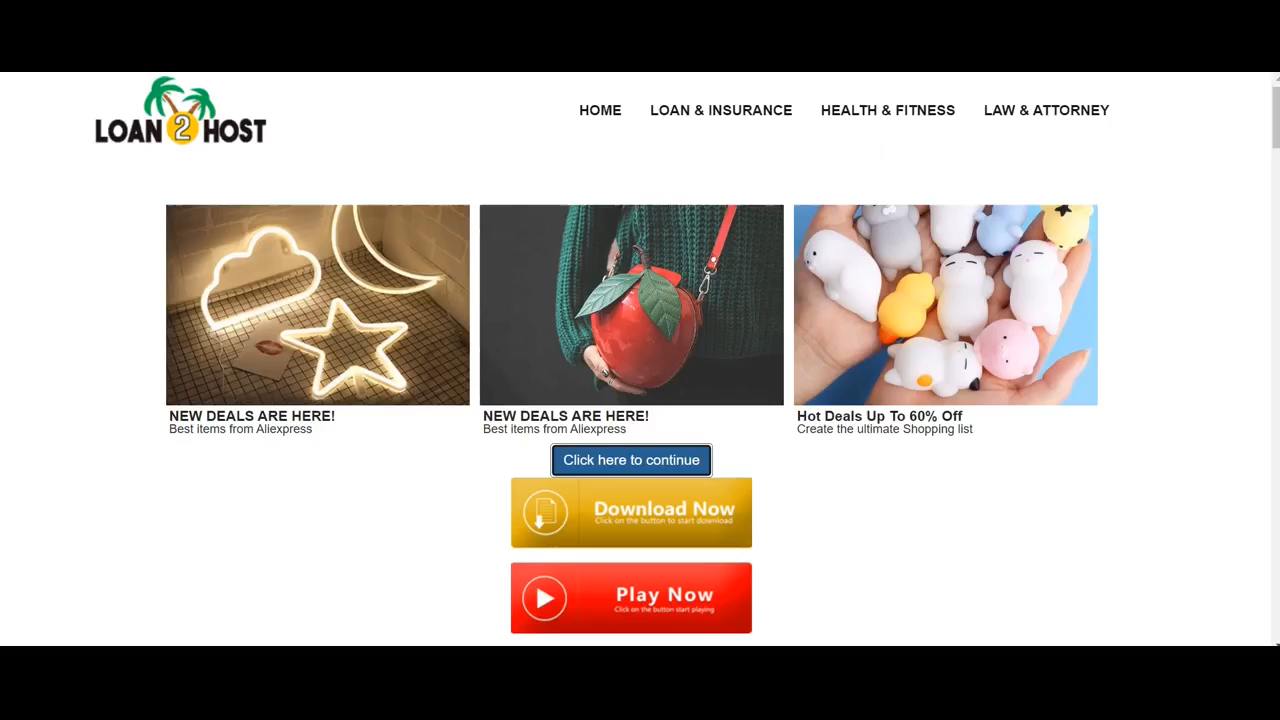 LOAN 2 HOST
HOME LOAN & INSURANCE HEALTH & FITNESS LAW & ATTORNEY
NEW DEALS ARE HERE!
Best items from Aliexpress
NEW DEALS ARE HERE!
Best items from Aliexpress
Hot Deals Up To 60% Off
Create the ultimate Shopping list
Click here to continue
Download Now
Click on the button to start download
Play Now
Click on the button start playing